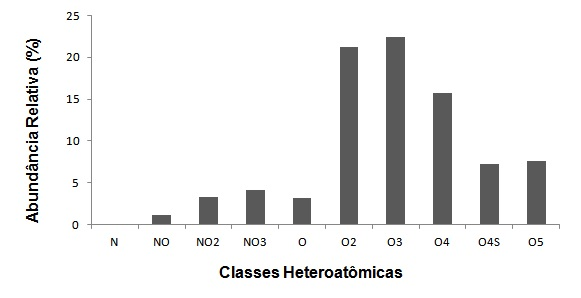 25
20
15
10
5
0
Abundância Relativa (%)
N NO NO2 NO3 O O2 O3 O4 O4S O5
Classes Heteroatômicas